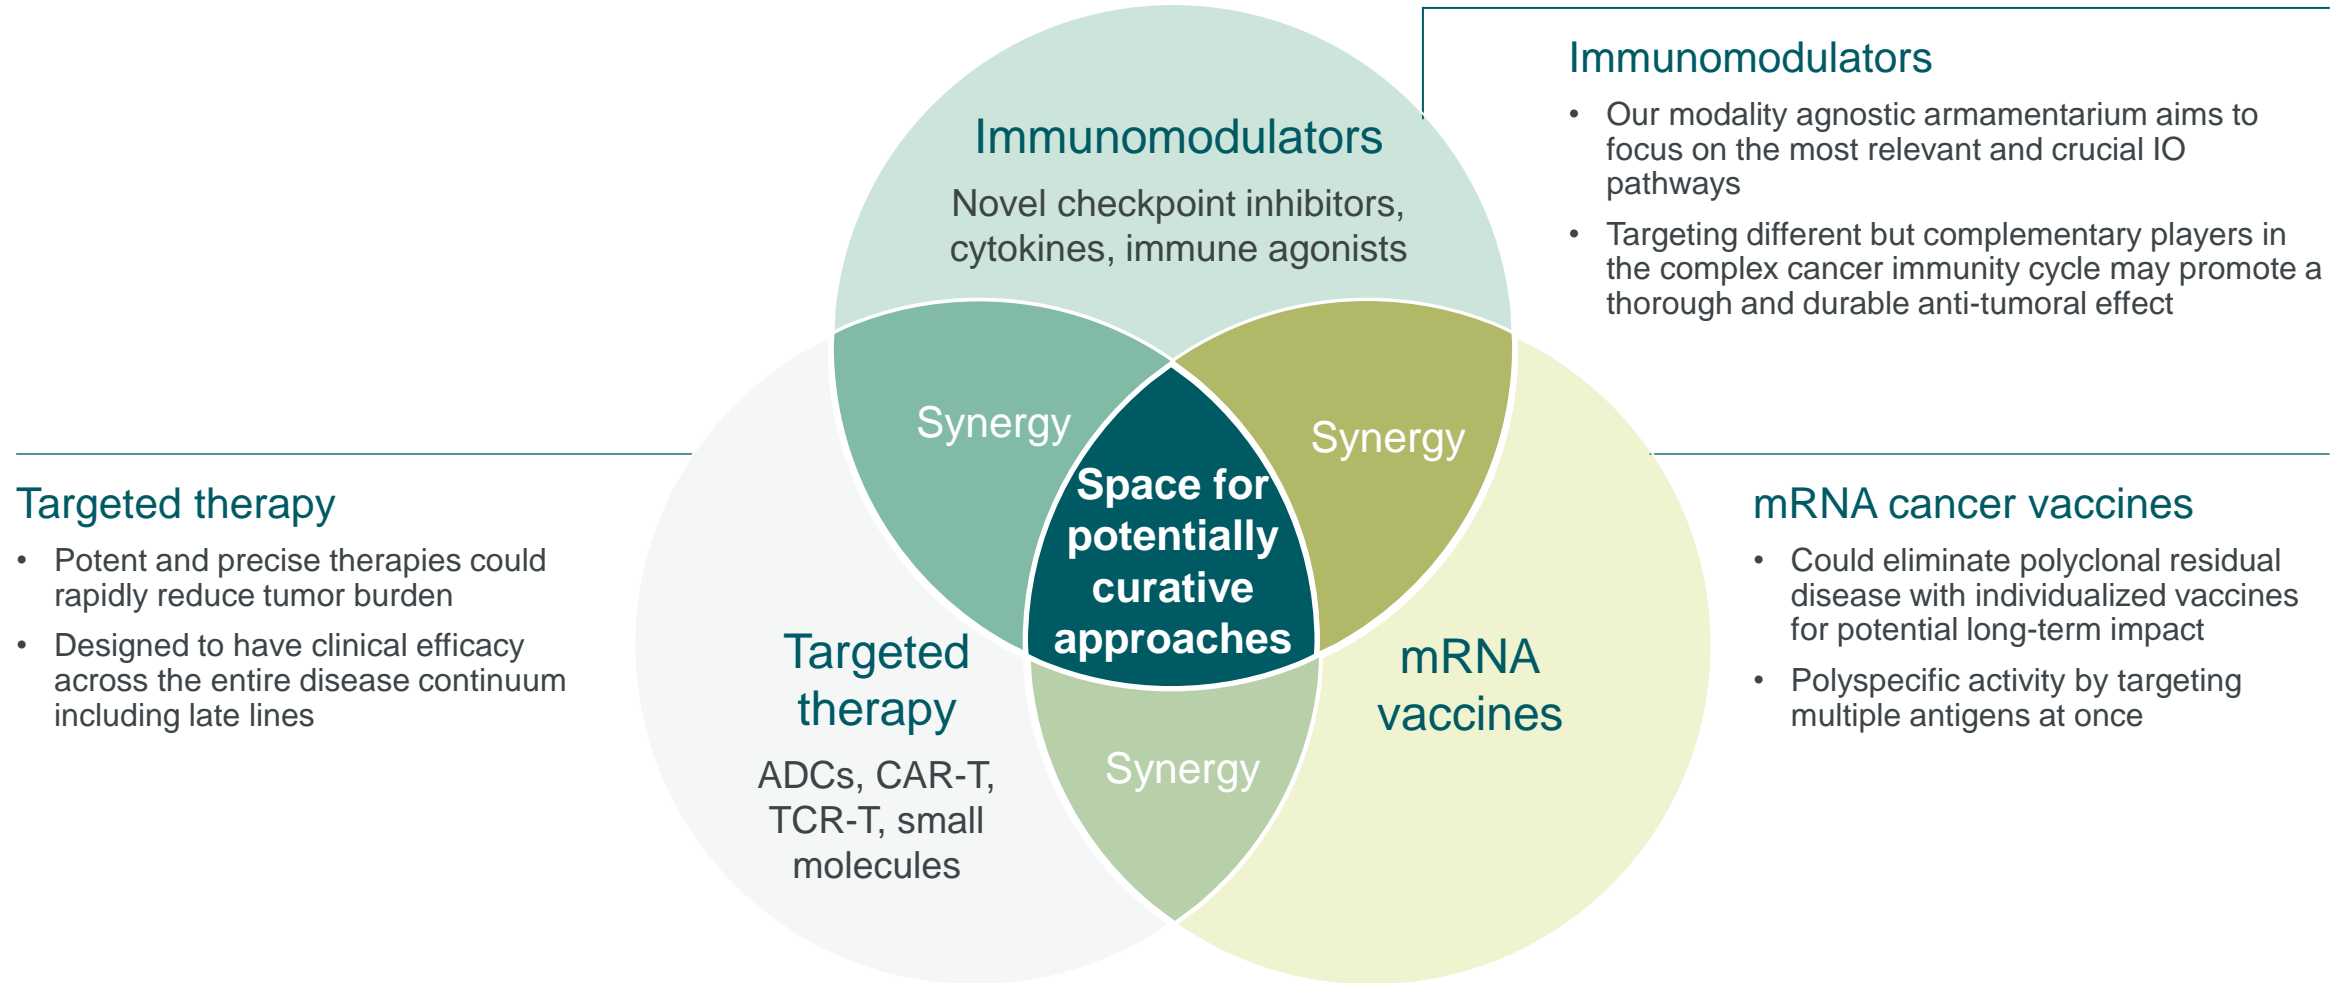 Immunomodulators
Novel checkpoint inhibitors,
cytokines, immune agonists
Synergy
Synergy
Space for
potentially
curative
approaches
Targeted
therapy
ADCs, CAR-T,
TCR-T, small
molecules
mRNA
vaccines
Synergy
Immunomodulators
• Our modality agnostic armamentarium aims to
focus on the most relevant and crucial IO
pathways
• Targeting different but complementary players in
the complex cancer immunity cycle may promote a
thorough and durable anti-tumoral effect
Targeted therapy
• Potent and precise therapies could
rapidly reduce tumor burden
• Designed to have clinical efficacy
across the entire disease continuum
including late lines
mRNA cancer vaccines
• Could eliminate polyclonal residual
disease with individualized vaccines
for potential long-term impact
• Polyspecific activity by targeting
multiple antigens at once